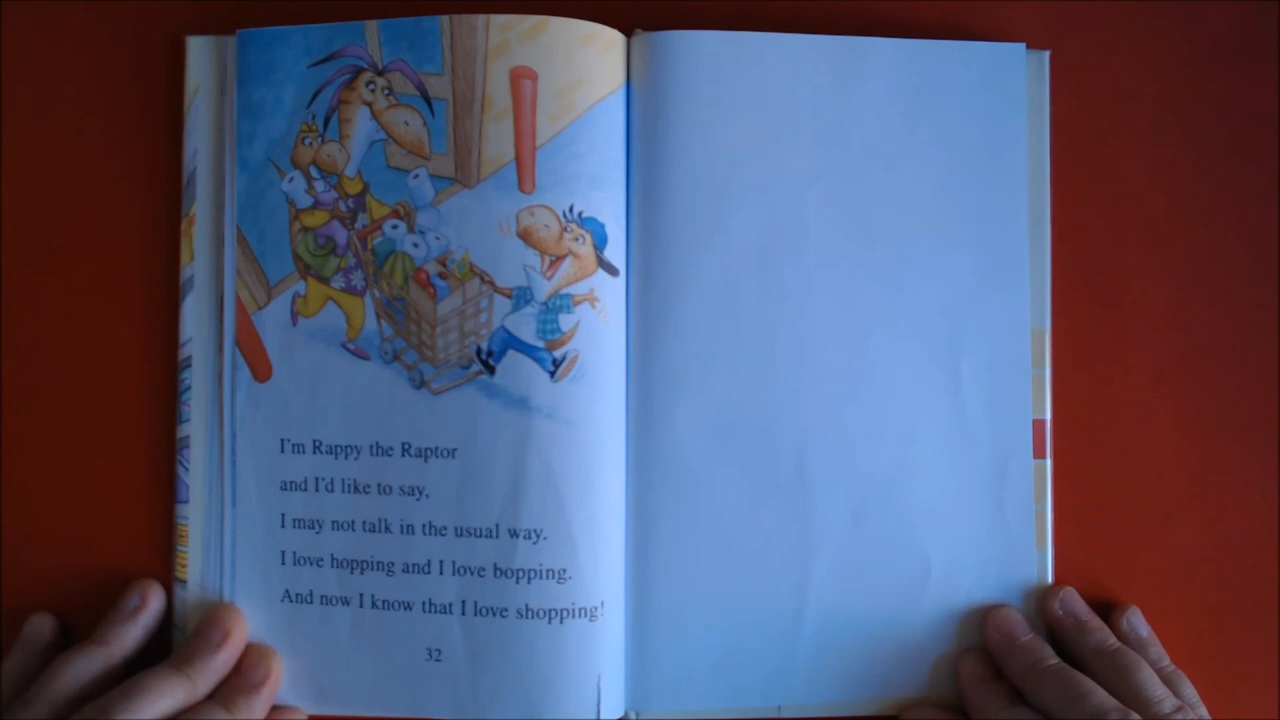 I'm Rappy the Raptor
and I'd like to say,
I may not talk in the usual way.
I love hopping and I love bopping.
And now I know that I love shopping!
32